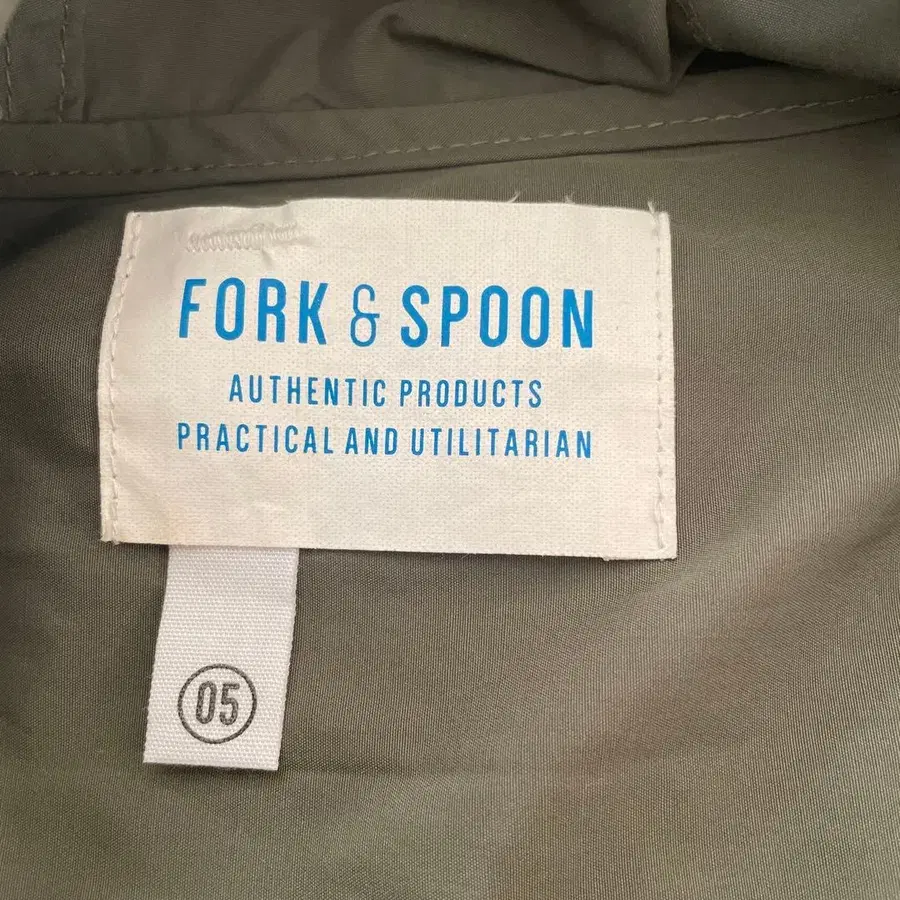 FORK & SPOON
AUTHENTIC PRODUCTS
PRACTICAL AND UTILITARIAN
05